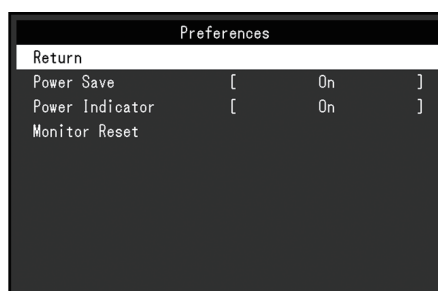 Preferences
Return
Power Save [ On ]
Power Indicator [ On ]
Monitor Reset